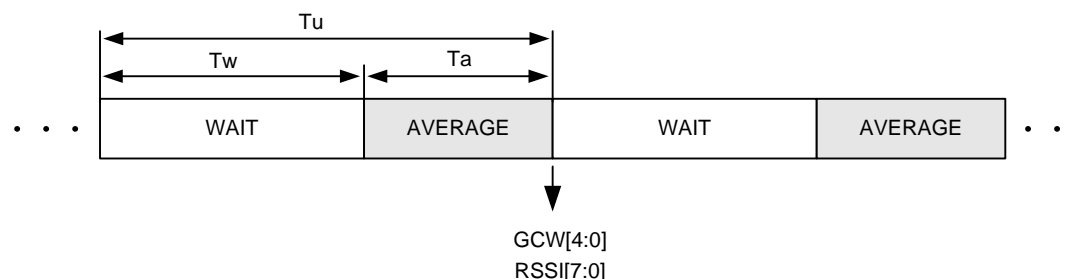 Tu
Tw Ta
WAIT AVERAGE WAIT AVERAGE
GCW[4:0]
RSSI[7:0]